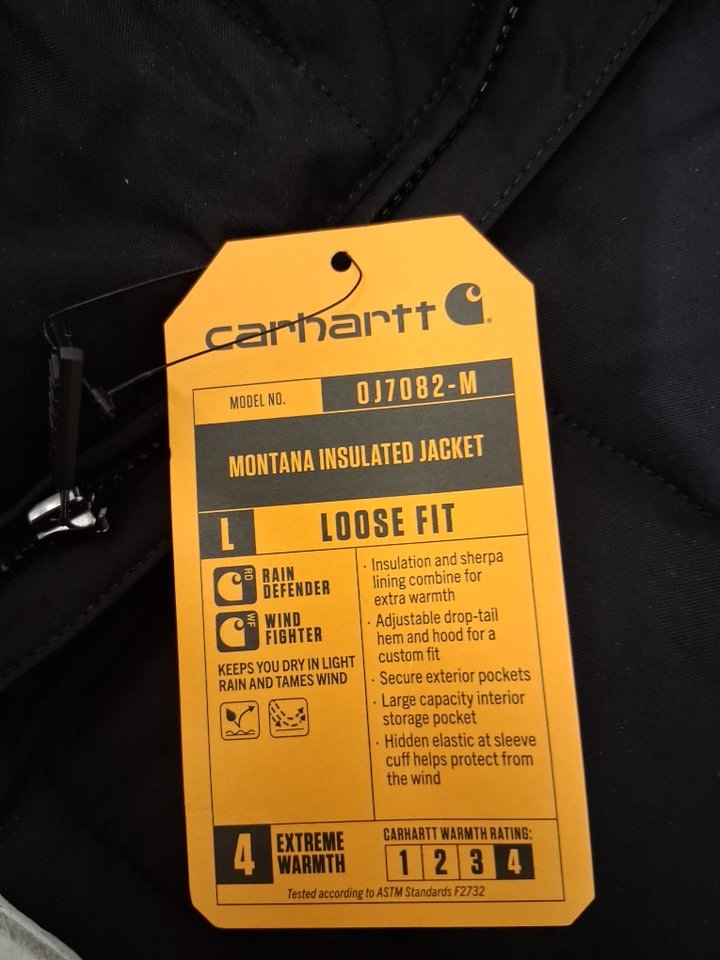 carhartt
MODEL NO. OJ7082-M
MONTANA INSULATED JACKET
L LOOSE FIT
RD RAIN
DEFENDER
WF WIND
FIGHTER
KEEPS YOU DRY IN LIGHT
RAIN AND TAMES WIND
· Insulation and sherpa
lining combine for
extra warmth
· Adjustable drop-tail
hem and hood for a
custom fit
· Secure exterior pockets
· Large capacity interior
storage pocket
· Hidden elastic at sleeve
cuff helps protect from
the wind
4 EXTREME
WARMTH
CARHARTT WARMTH RATING:
1 2 3 4
Tested according to ASTM Standards F2732